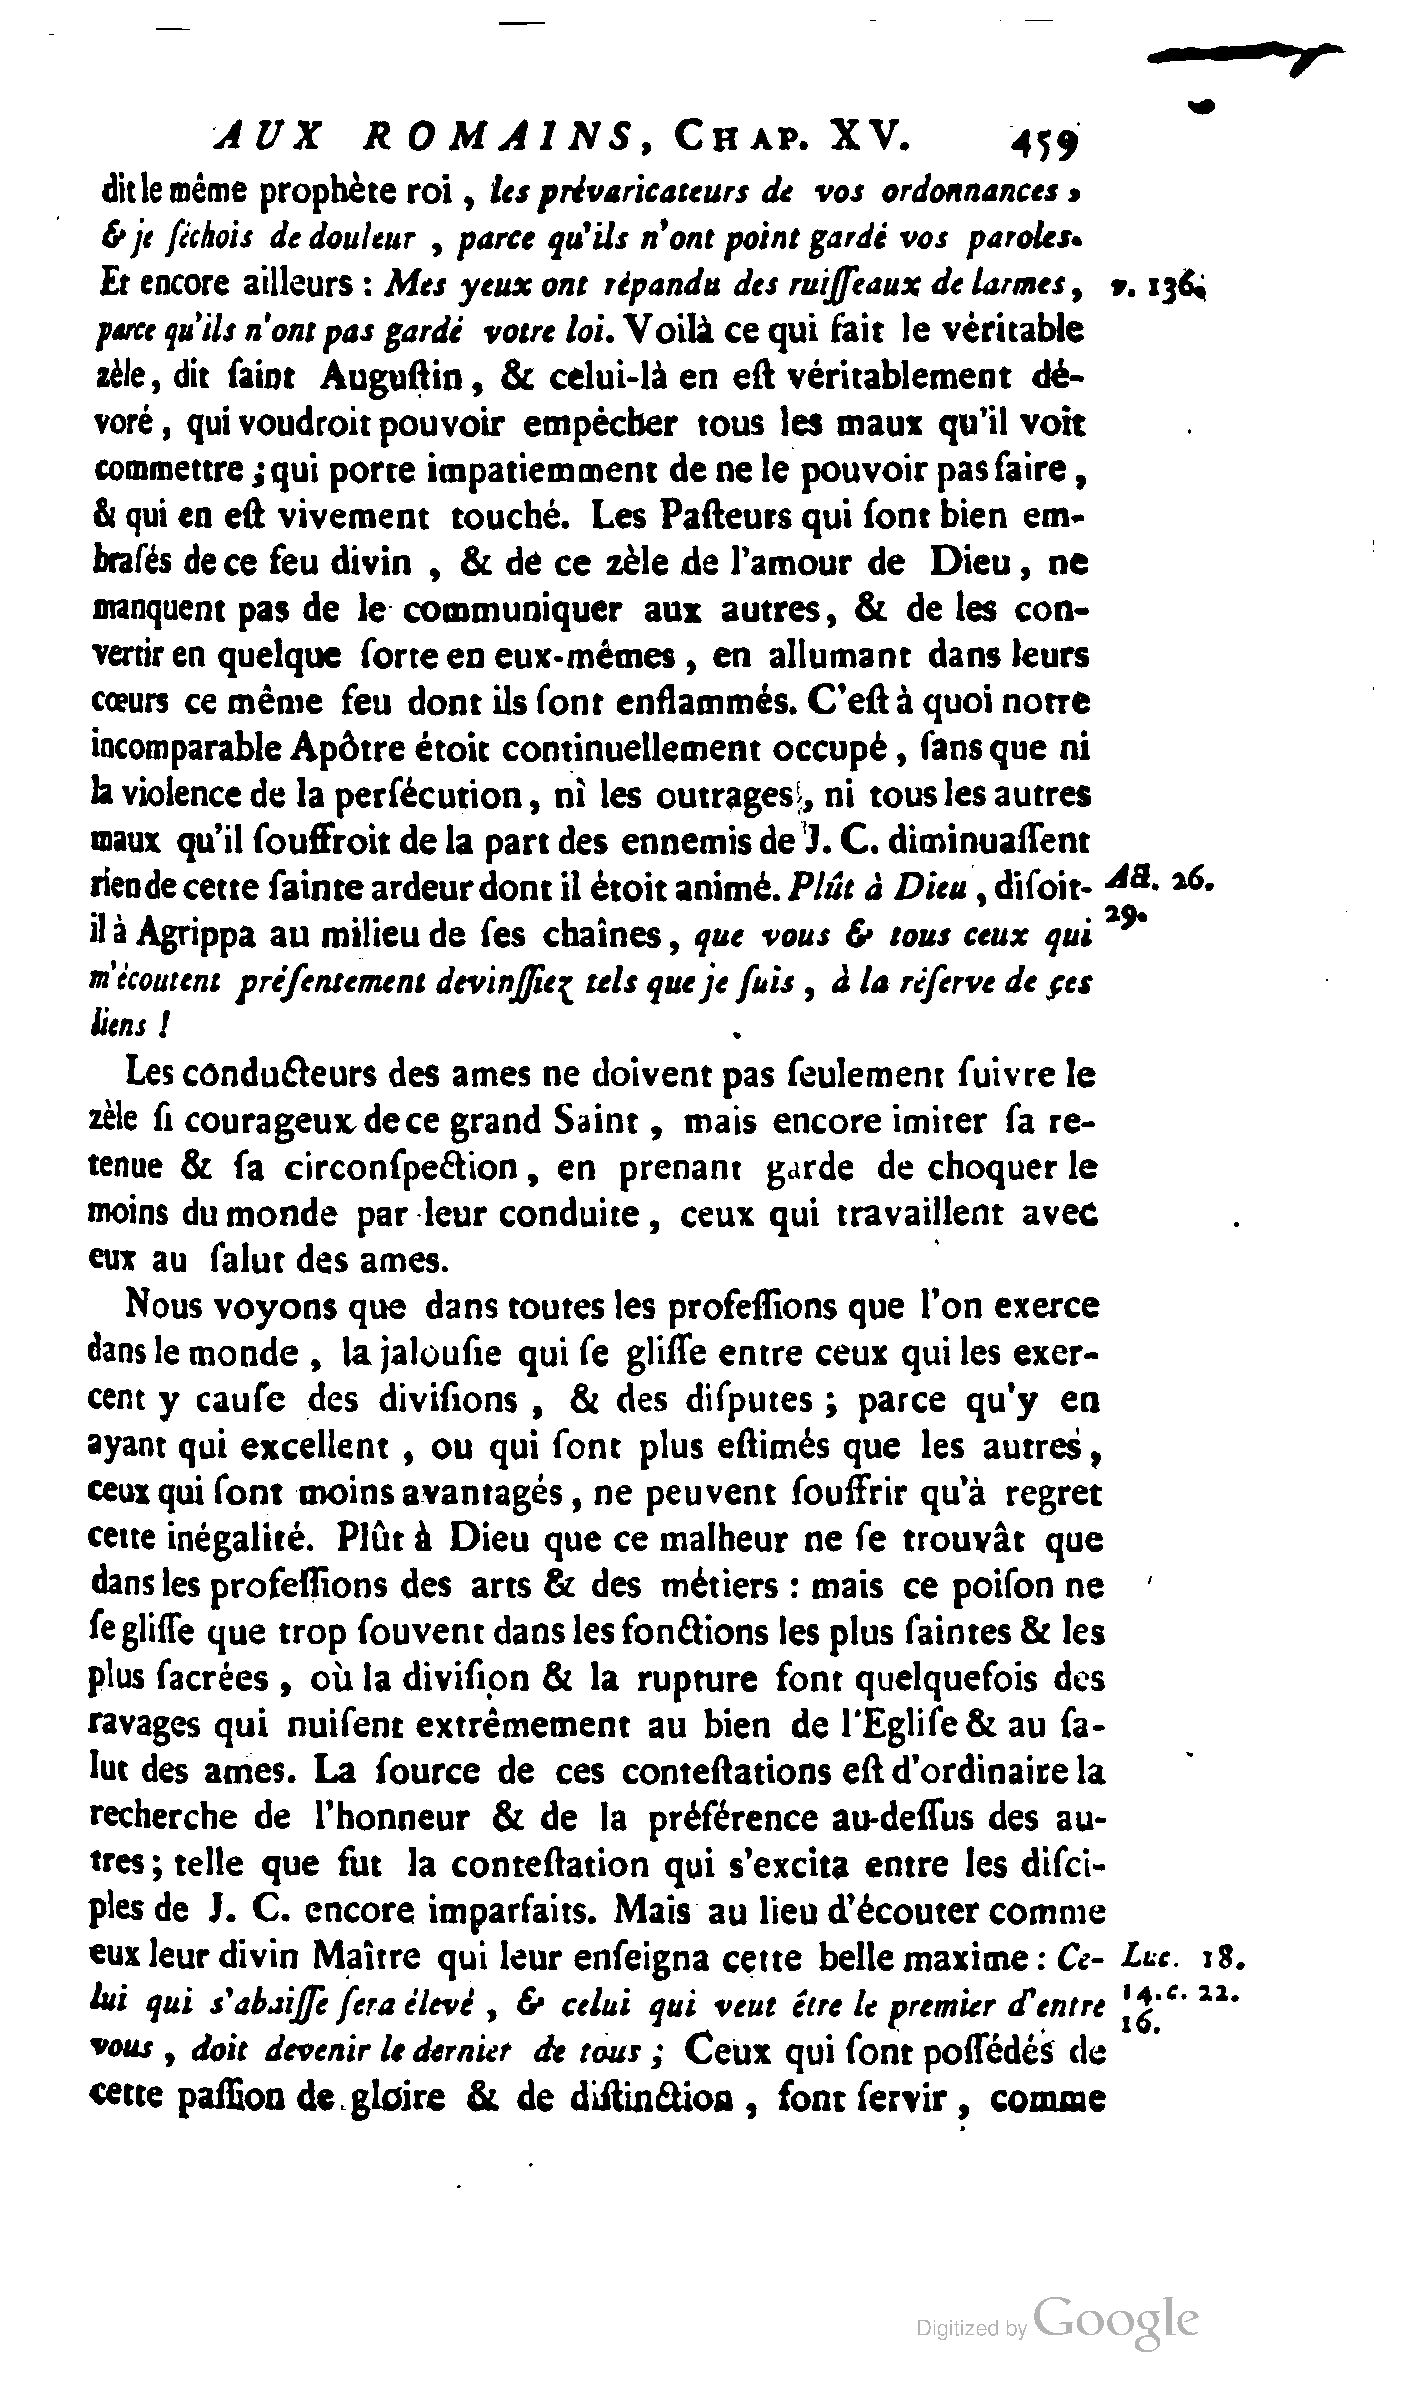 AUX ROMAINS, CHAP. XV. 459
dit le même prophète roi, les prévaricateurs de vos ordonnances,
& je ſéchois de douleur, parce qu'ils n'ont point gardé vos paroles.
Et encore ailleurs : Mes yeux ont répandu des ruiſſeaux de larmes, v. 136.
parce qu'ils n'ont pas gardé votre loi. Voilà ce qui fait le véritable
zèle, dit ſaint Auguſtin, & celui-là en eſt véritablement dé-
voré, qui voudroit pouvoir empêcher tous les maux qu'il voit
commettre ; qui porte impatiemment de ne le pouvoir pas faire,
& qui en eſt vivement touché. Les Paſteurs qui ſont bien em-
braſés de ce feu divin, & de ce zèle de l'amour de Dieu, ne
manquent pas de le communiquer aux autres, & de les con-
vertir en quelque ſorte en eux-mêmes, en allumant dans leurs
cœurs ce même feu dont ils ſont enflammés. C'eſt à quoi notre
incomparable Apôtre étoit continuellement occupé, ſans que ni
la violence de la perſécution, ni les outrages, ni tous les autres
maux qu'il ſouffroit de la part des ennemis de J. C. diminuaſſent
rien de cette ſainte ardeur dont il étoit animé. Plût à Dieu, diſoit- Act. 26.
il à Agrippa au milieu de ſes chaînes, que vous & tous ceux qui 29.
m'écoutent préſentement devinſſiez tels que je ſuis, à la réſerve de ces
liens !
Les conducteurs des ames ne doivent pas ſeulement ſuivre le
zèle ſi courageux de ce grand Saint, mais encore imiter ſa re-
tenue & ſa circonſpection, en prenant garde de choquer le
moins du monde par leur conduite, ceux qui travaillent avec
eux au ſalut des ames.
Nous voyons que dans toutes les profeſſions que l'on exerce
dans le monde, la jalouſie qui ſe gliſſe entre ceux qui les exer-
cent y cauſe des diviſions, & des diſputes ; parce qu'y en
ayant qui excellent, ou qui ſont plus eſtimés que les autres,
ceux qui ſont moins avantagés, ne peuvent ſouffrir qu'à regret
cette inégalité. Plût à Dieu que ce malheur ne ſe trouvât que
dans les profeſſions des arts & des métiers : mais ce poiſon ne
ſe gliſſe que trop ſouvent dans les fonctions les plus ſaintes & les
plus ſacrées, où la diviſion & la rupture font quelquefois des
ravages qui nuiſent extrêmement au bien de l'Egliſe & au ſa-
lut des ames. La ſource de ces conteſtations eſt d'ordinaire la
recherche de l'honneur & de la préférence au-deſſus des au-
tres ; telle que fut la conteſtation qui s'excita entre les diſci-
ples de J. C. encore imparfaits. Mais au lieu d'écouter comme
eux leur divin Maître qui leur enſeigna cette belle maxime : Ce- Luc. 18.
lui qui s'abaiſſe ſera élevé, & celui qui veut être le premier d'entre 14. c. 22.
vous, doit devenir le dernier de tous ; Ceux qui ſont poſſédés de 16.
cette paſſion de gloire & de diſtinction, font ſervir, comme
Digitized by Google